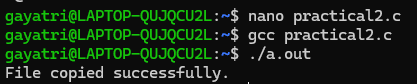 gayatri@LAPTOP-QUJQCU2L:~$ nano practical2.c
gayatri@LAPTOP-QUJQCU2L:~$ gcc practical2.c
gayatri@LAPTOP-QUJQCU2L:~$ ./a.out
File copied successfully.